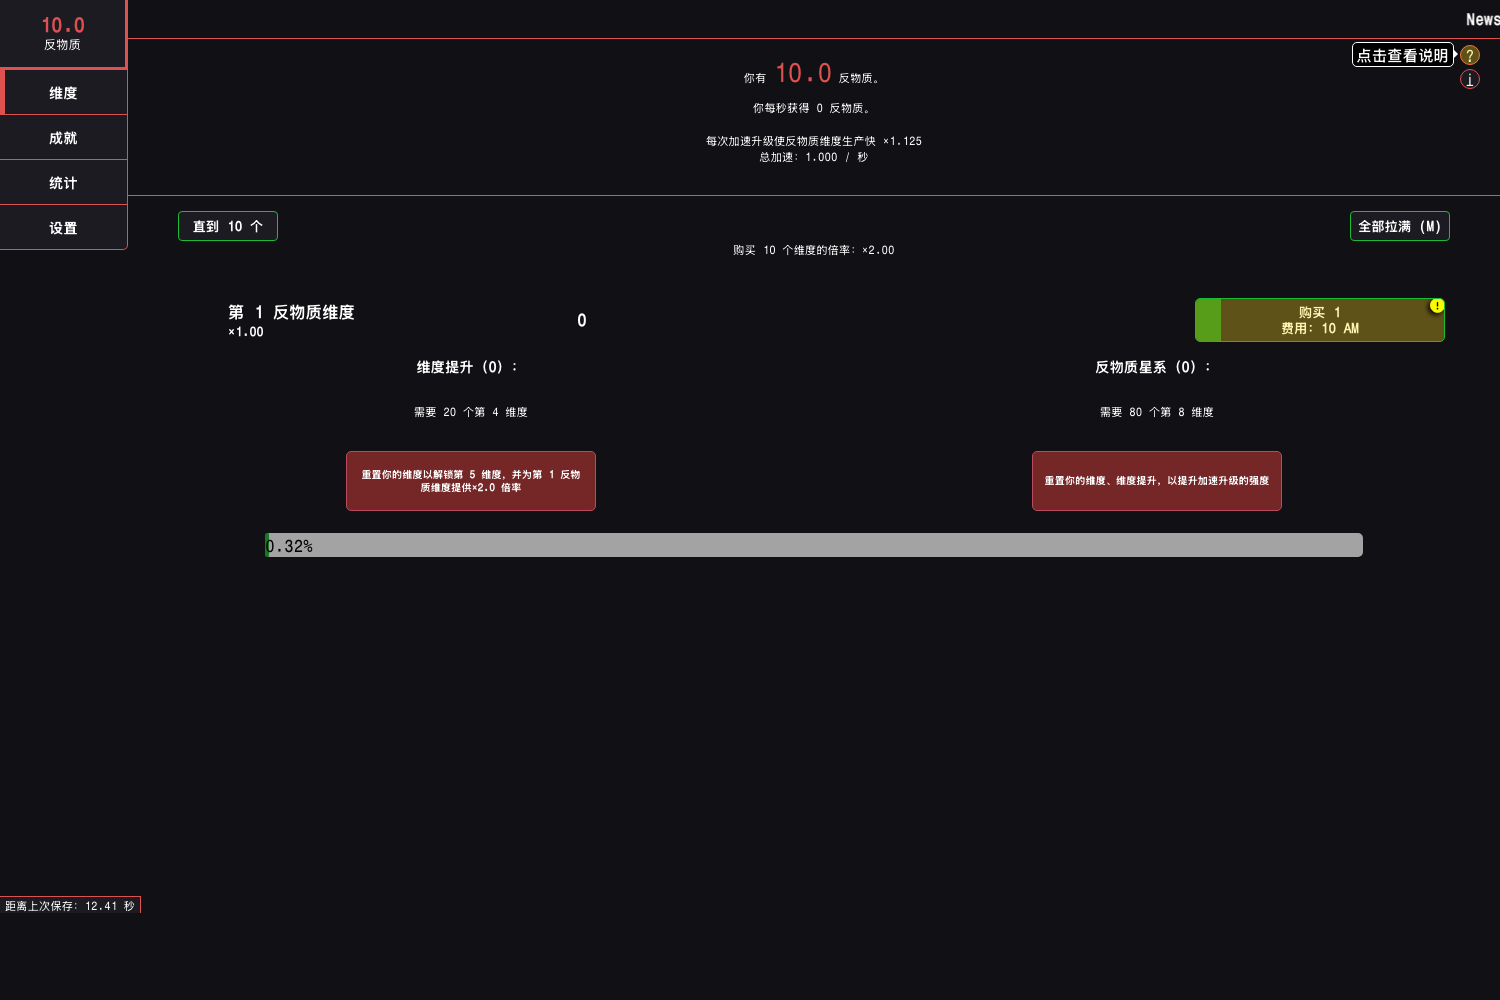 10.0
反物质
维度
成就
统计
设置
News
点击查看说明
?
i
你有 10.0 反物质。
你每秒获得 0 反物质。
每次加速升级使反物质维度生产快 ×1.125
总加速: 1.000 / 秒
直到 10 个
全部拉满 (M)
购买 10 个维度的倍率: ×2.00
第 1 反物质维度
×1.00
0
购买 1
费用: 10 AM
!
维度提升 (0) :
反物质星系 (0) :
需要 20 个第 4 维度
需要 80 个第 8 维度
重置你的维度以解锁第 5 维度, 并为第 1 反物
质维度提供×2.0 倍率
重置你的维度、维度提升, 以提升加速升级的强度
0.32%
距离上次保存: 12.41 秒